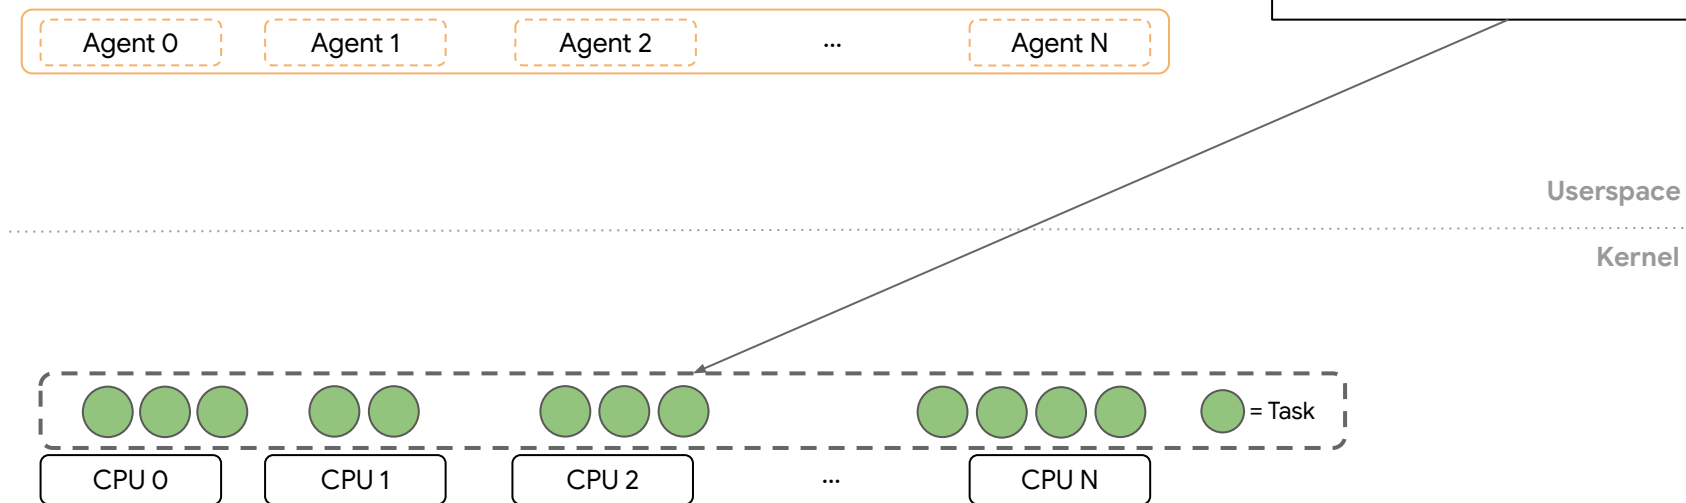 Agent 0
Agent 1
Agent 2
...
Agent N
Userspace
Kernel
= Task
CPU 0
CPU 1
CPU 2
...
CPU N